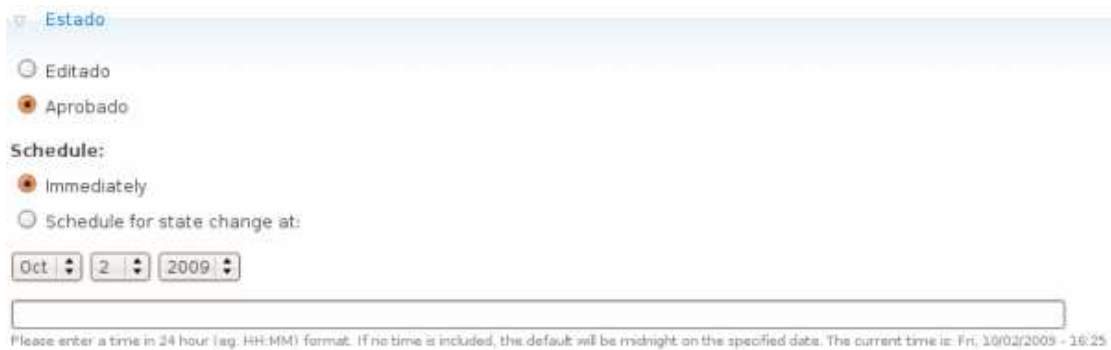 Estado
Editado
Aprobado
Schedule:
Immediately
Schedule for state change at:
Oct 2 2009
Please enter a time in 24 hour (eg. HH:MM) format. If no time is included, the default will be midnight on the specified date. The current time is: Fri, 10/02/2009 - 16:25